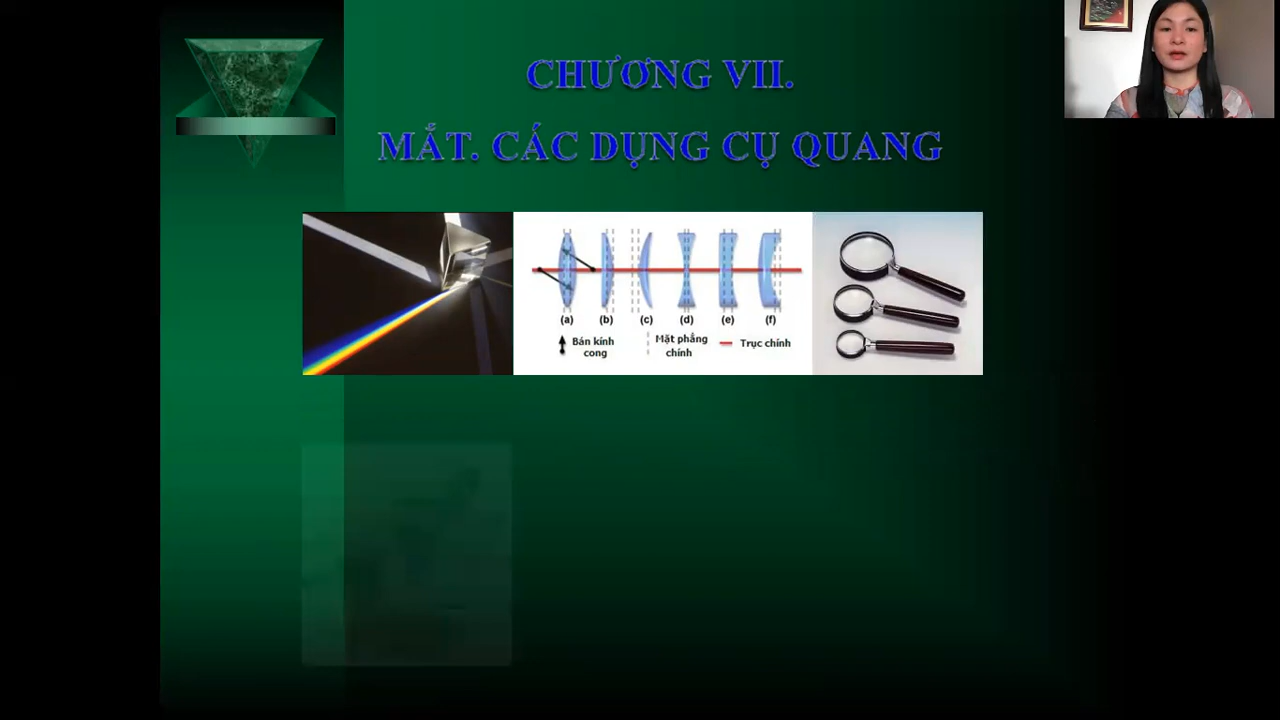 CHƯƠNG VII.
MẮT. CÁC DỤNG CỤ QUANG
(a) (b) (c) (d) (e) (f)
Bán kính cong
Mặt phẳng chính
Trục chính